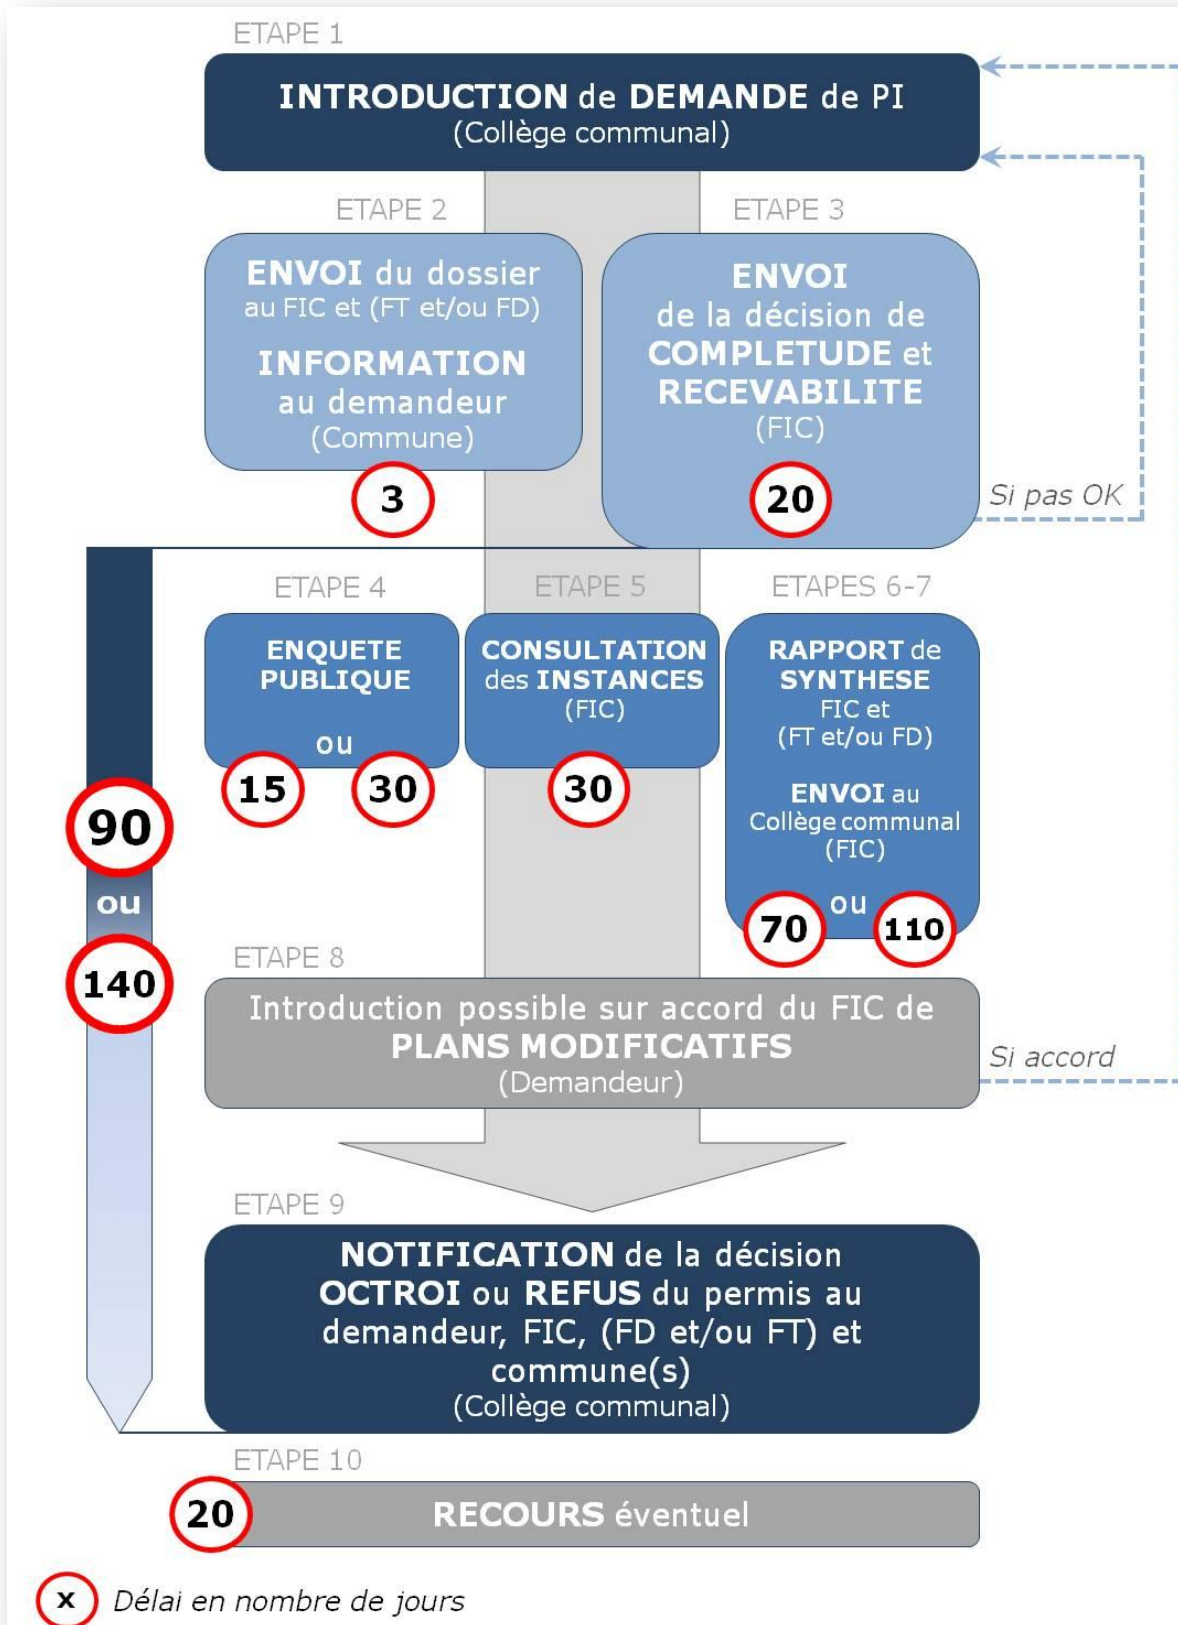 ETAPE 1
INTRODUCTION de DEMANDE de PI
(Collège communal)
ETAPE 2
ENVOI du dossier
au FIC et (FT et/ou FD)
INFORMATION
au demandeur
(Commune)
3
ETAPE 3
ENVOI
de la décision de
COMPLETUDE et
RECEVABILITE
(FIC)
20
Si pas OK
ETAPE 4
ENQUETE
PUBLIQUE
ou
15
30
ETAPE 5
CONSULTATION
des INSTANCES
(FIC)
30
ETAPES 6-7
RAPPORT de
SYNTHESE
FIC et
(FT et/ou FD)
ENVOI au
Collège communal
(FIC)
ou
70
110
90
ou
140
ETAPE 8
Introduction possible sur accord du FIC de
PLANS MODIFICATIFS
(Demandeur)
Si accord
ETAPE 9
NOTIFICATION de la décision
OCTROI ou REFUS du permis au
demandeur, FIC, (FD et/ou FT) et
commune(s)
(Collège communal)
ETAPE 10
20
RECOURS éventuel
x Délai en nombre de jours